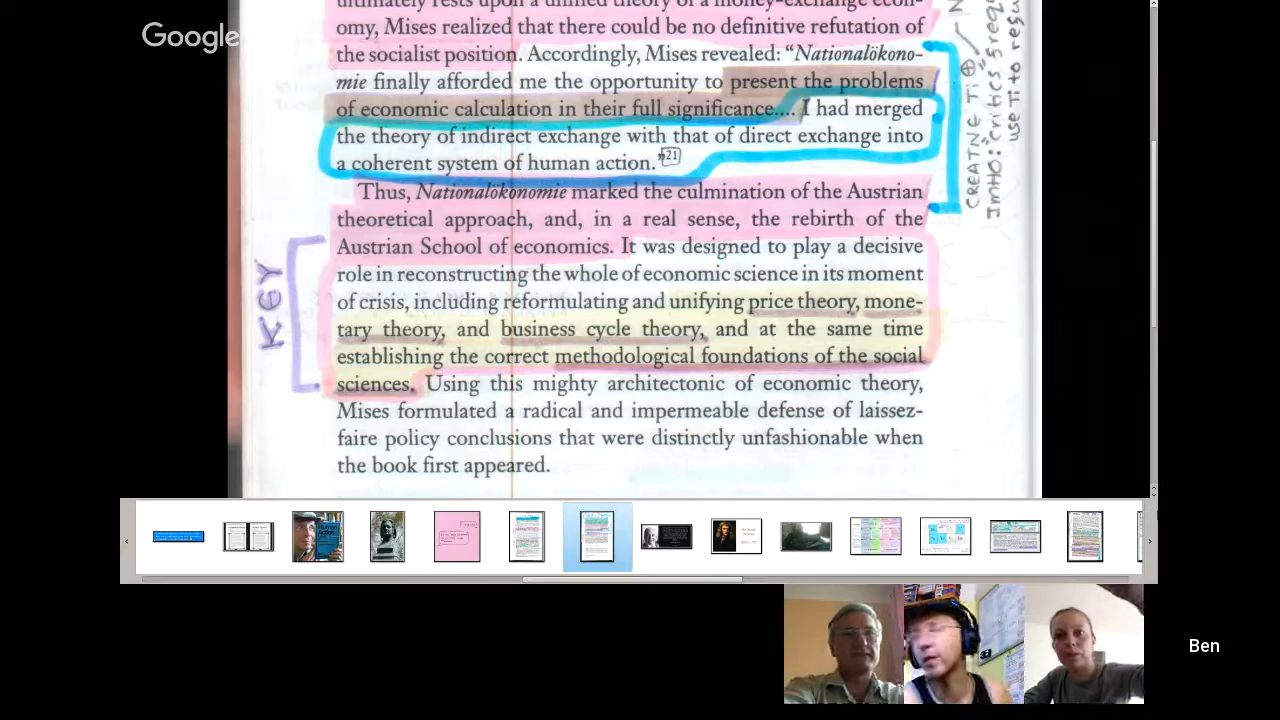 ultimately rests upon a unified theory of a money-exchange econ-
Google
omy, Mises realized that there could be no definitive refutation of
the socialist position. Accordingly, Mises revealed: “Nationalökono-
mie finally afforded me the opportunity to present the problems
of economic calculation in their full significance.... I had merged
the theory of indirect exchange with that of direct exchange into
a coherent system of human action.”21
Thus, Nationalökonomie marked the culmination of the Austrian
theoretical approach, and, in a real sense, the rebirth of the
Austrian School of economics. It was designed to play a decisive
role in reconstructing the whole of economic science in its moment
of crisis, including reformulating and unifying price theory, mone-
tary theory, and business cycle theory, and at the same time
establishing the correct methodological foundations of the social
sciences. Using this mighty architectonic of economic theory,
Mises formulated a radical and impermeable defense of laissez-
faire policy conclusions that were distinctly unfashionable when
the book first appeared.
KEY
CREATNE Ti
IMHO: "critics"
use Ti to
Ben